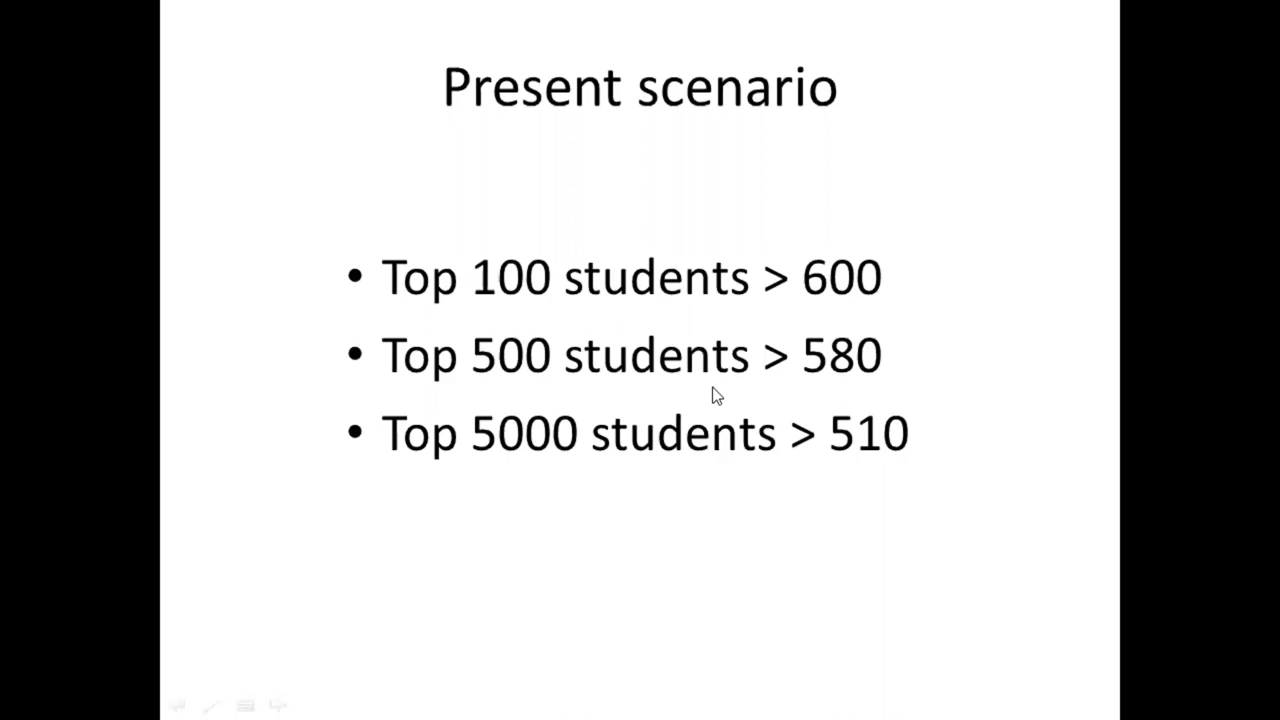 Present scenario
• Top 100 students > 600
• Top 500 students > 580
• Top 5000 students > 510